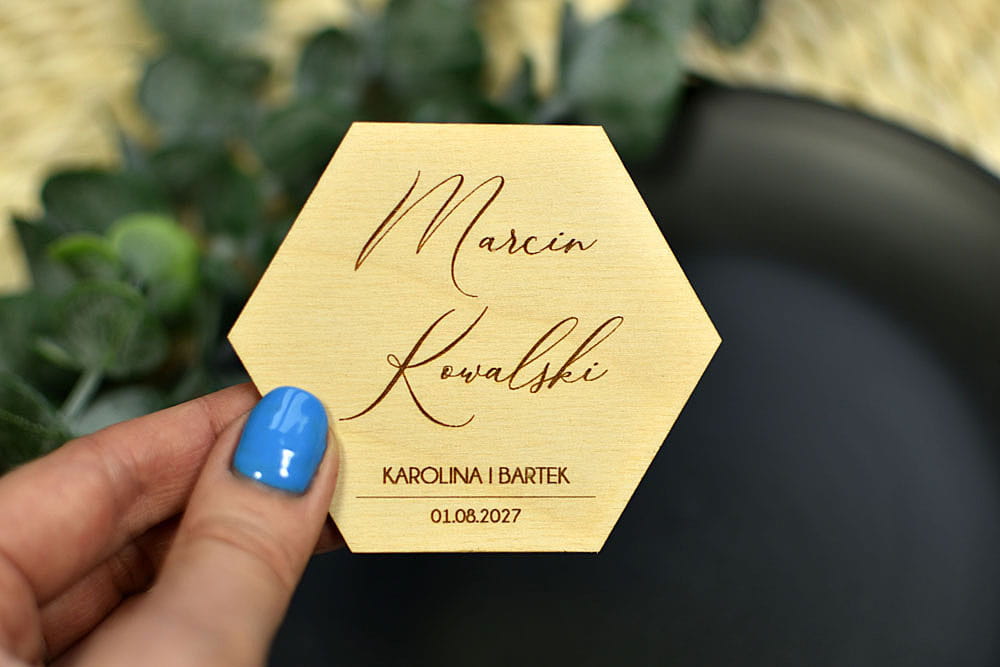 Marcin
Kowalski
KAROLINA I BARTEK
01.08.2027